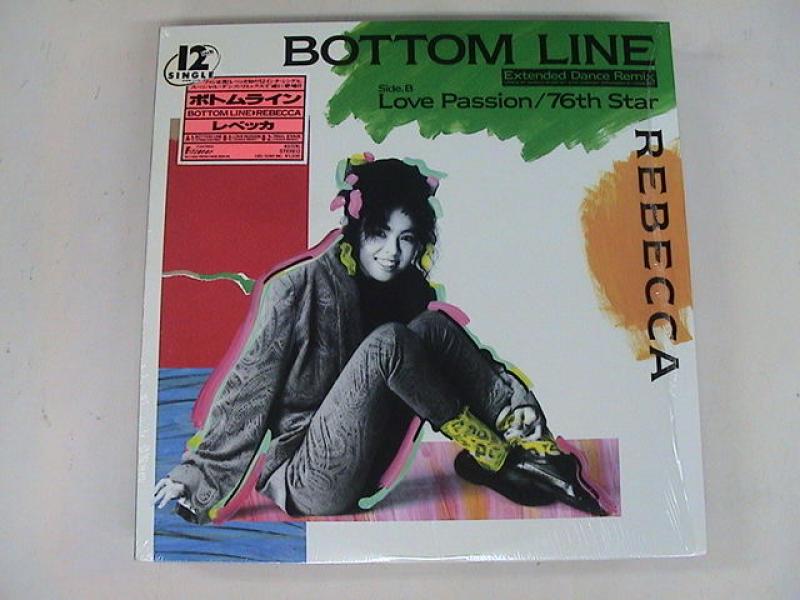 12"
SINGLE
BOTTOM LINE
Extended Dance Remix
Side.B
Love Passion/76th Star
ボトムライン
BOTTOM LINE REBECCA
レベッカ
REBECCA